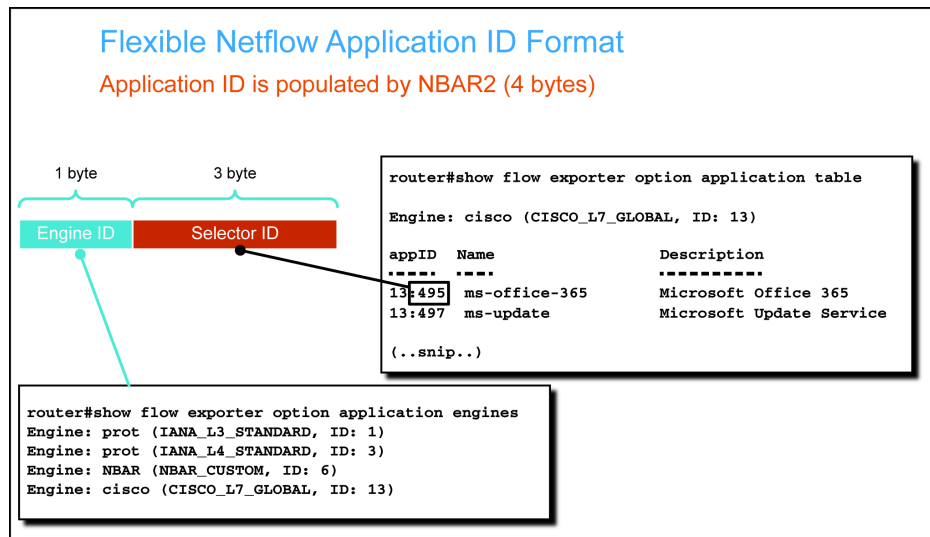 Flexible Netflow Application ID Format
Application ID is populated by NBAR2 (4 bytes)
1 byte
3 byte
Engine ID
Selector ID
router#show flow exporter option application table
Engine: cisco (CISCO_L7_GLOBAL, ID: 13)
appID Name Description
----- ---- -----------
13:495 ms-office-365 Microsoft Office 365
13:497 ms-update Microsoft Update Service
(..snip..)
router#show flow exporter option application engines
Engine: prot (IANA_L3_STANDARD, ID: 1)
Engine: prot (IANA_L4_STANDARD, ID: 3)
Engine: NBAR (NBAR_CUSTOM, ID: 6)
Engine: cisco (CISCO_L7_GLOBAL, ID: 13)